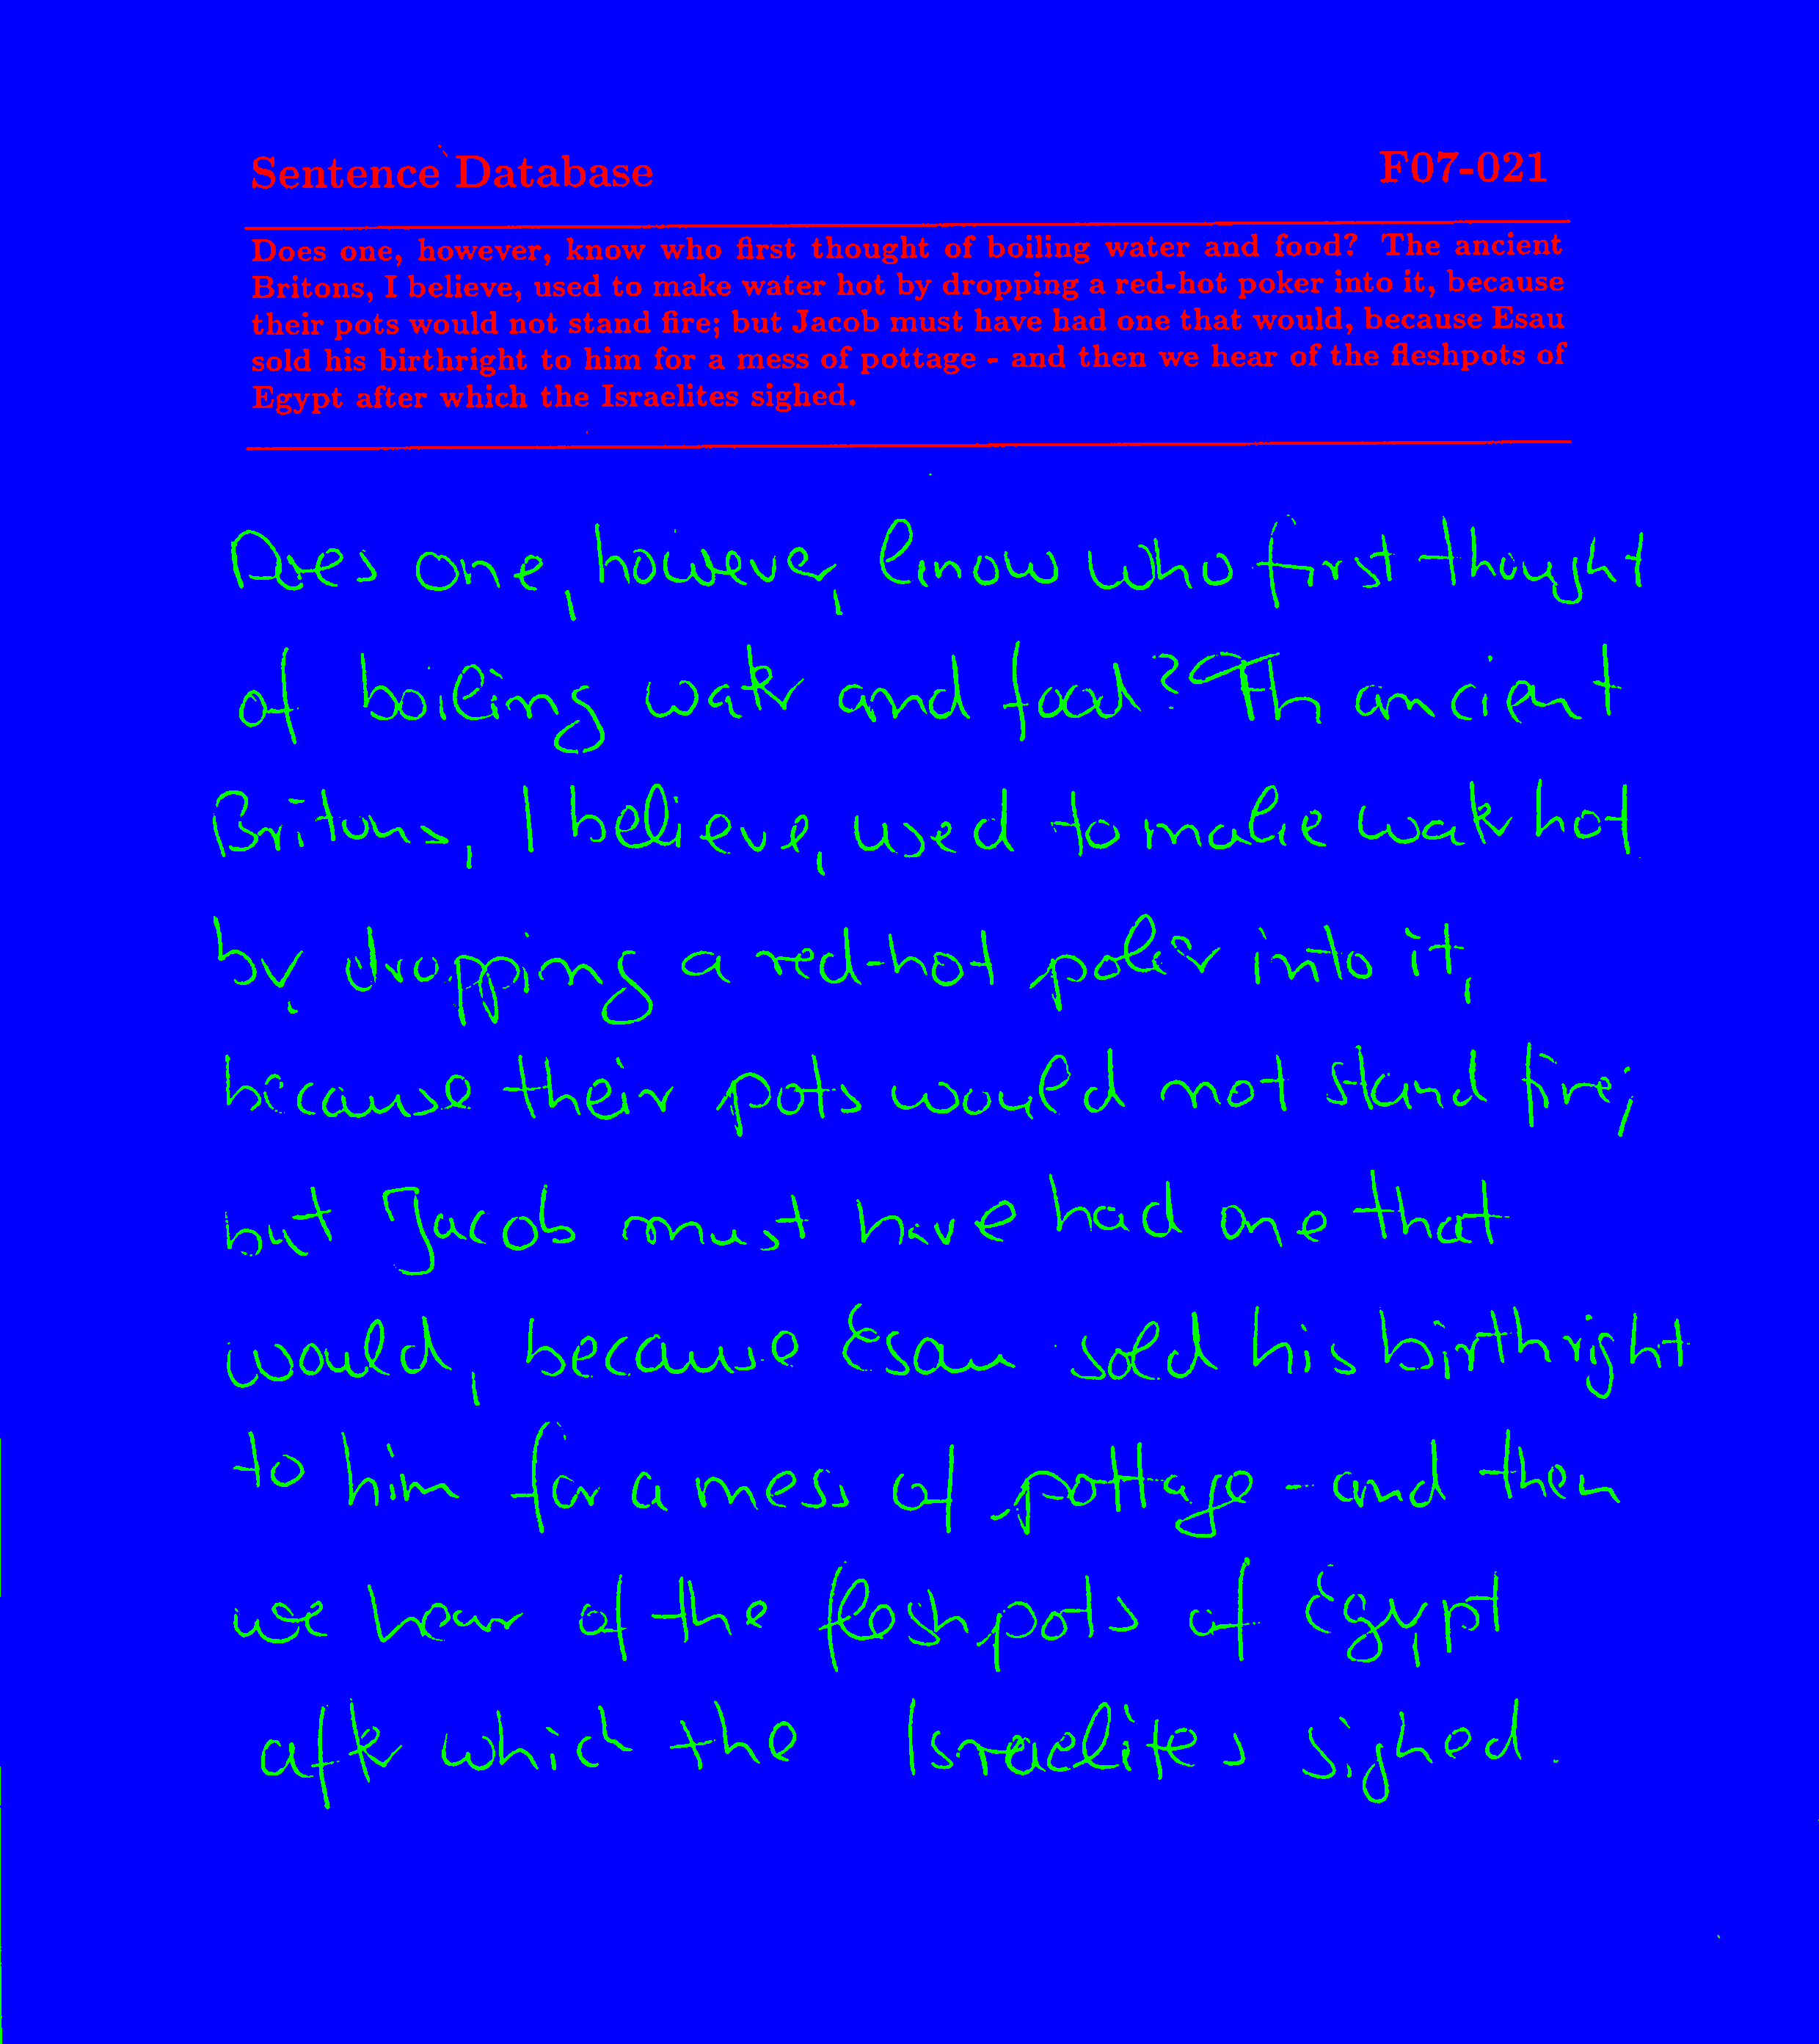 Sentence Database F07-021
Does one, however, know who first thought of boiling water and food? The ancient
Britons, I believe, used to make water hot by dropping a red-hot poker into it, because
their pots would not stand fire; but Jacob must have had one that would, because Esau
sold his birthright to him for a mess of pottage - and then we hear of the fleshpots of
Egypt after which the Israelites sighed.
Does one, however, know who first thought
of boiling water and food? Th ancient
Britons, I believe, used to make water hot
by dropping a red-hot poker into it,
because their pots would not stand fire;
but Jacob must have had one that
would, because Esau sold his birthright
to him for a mess of pottage - and then
we hear of the fleshpots of Egypt
after which the Israelites sighed.